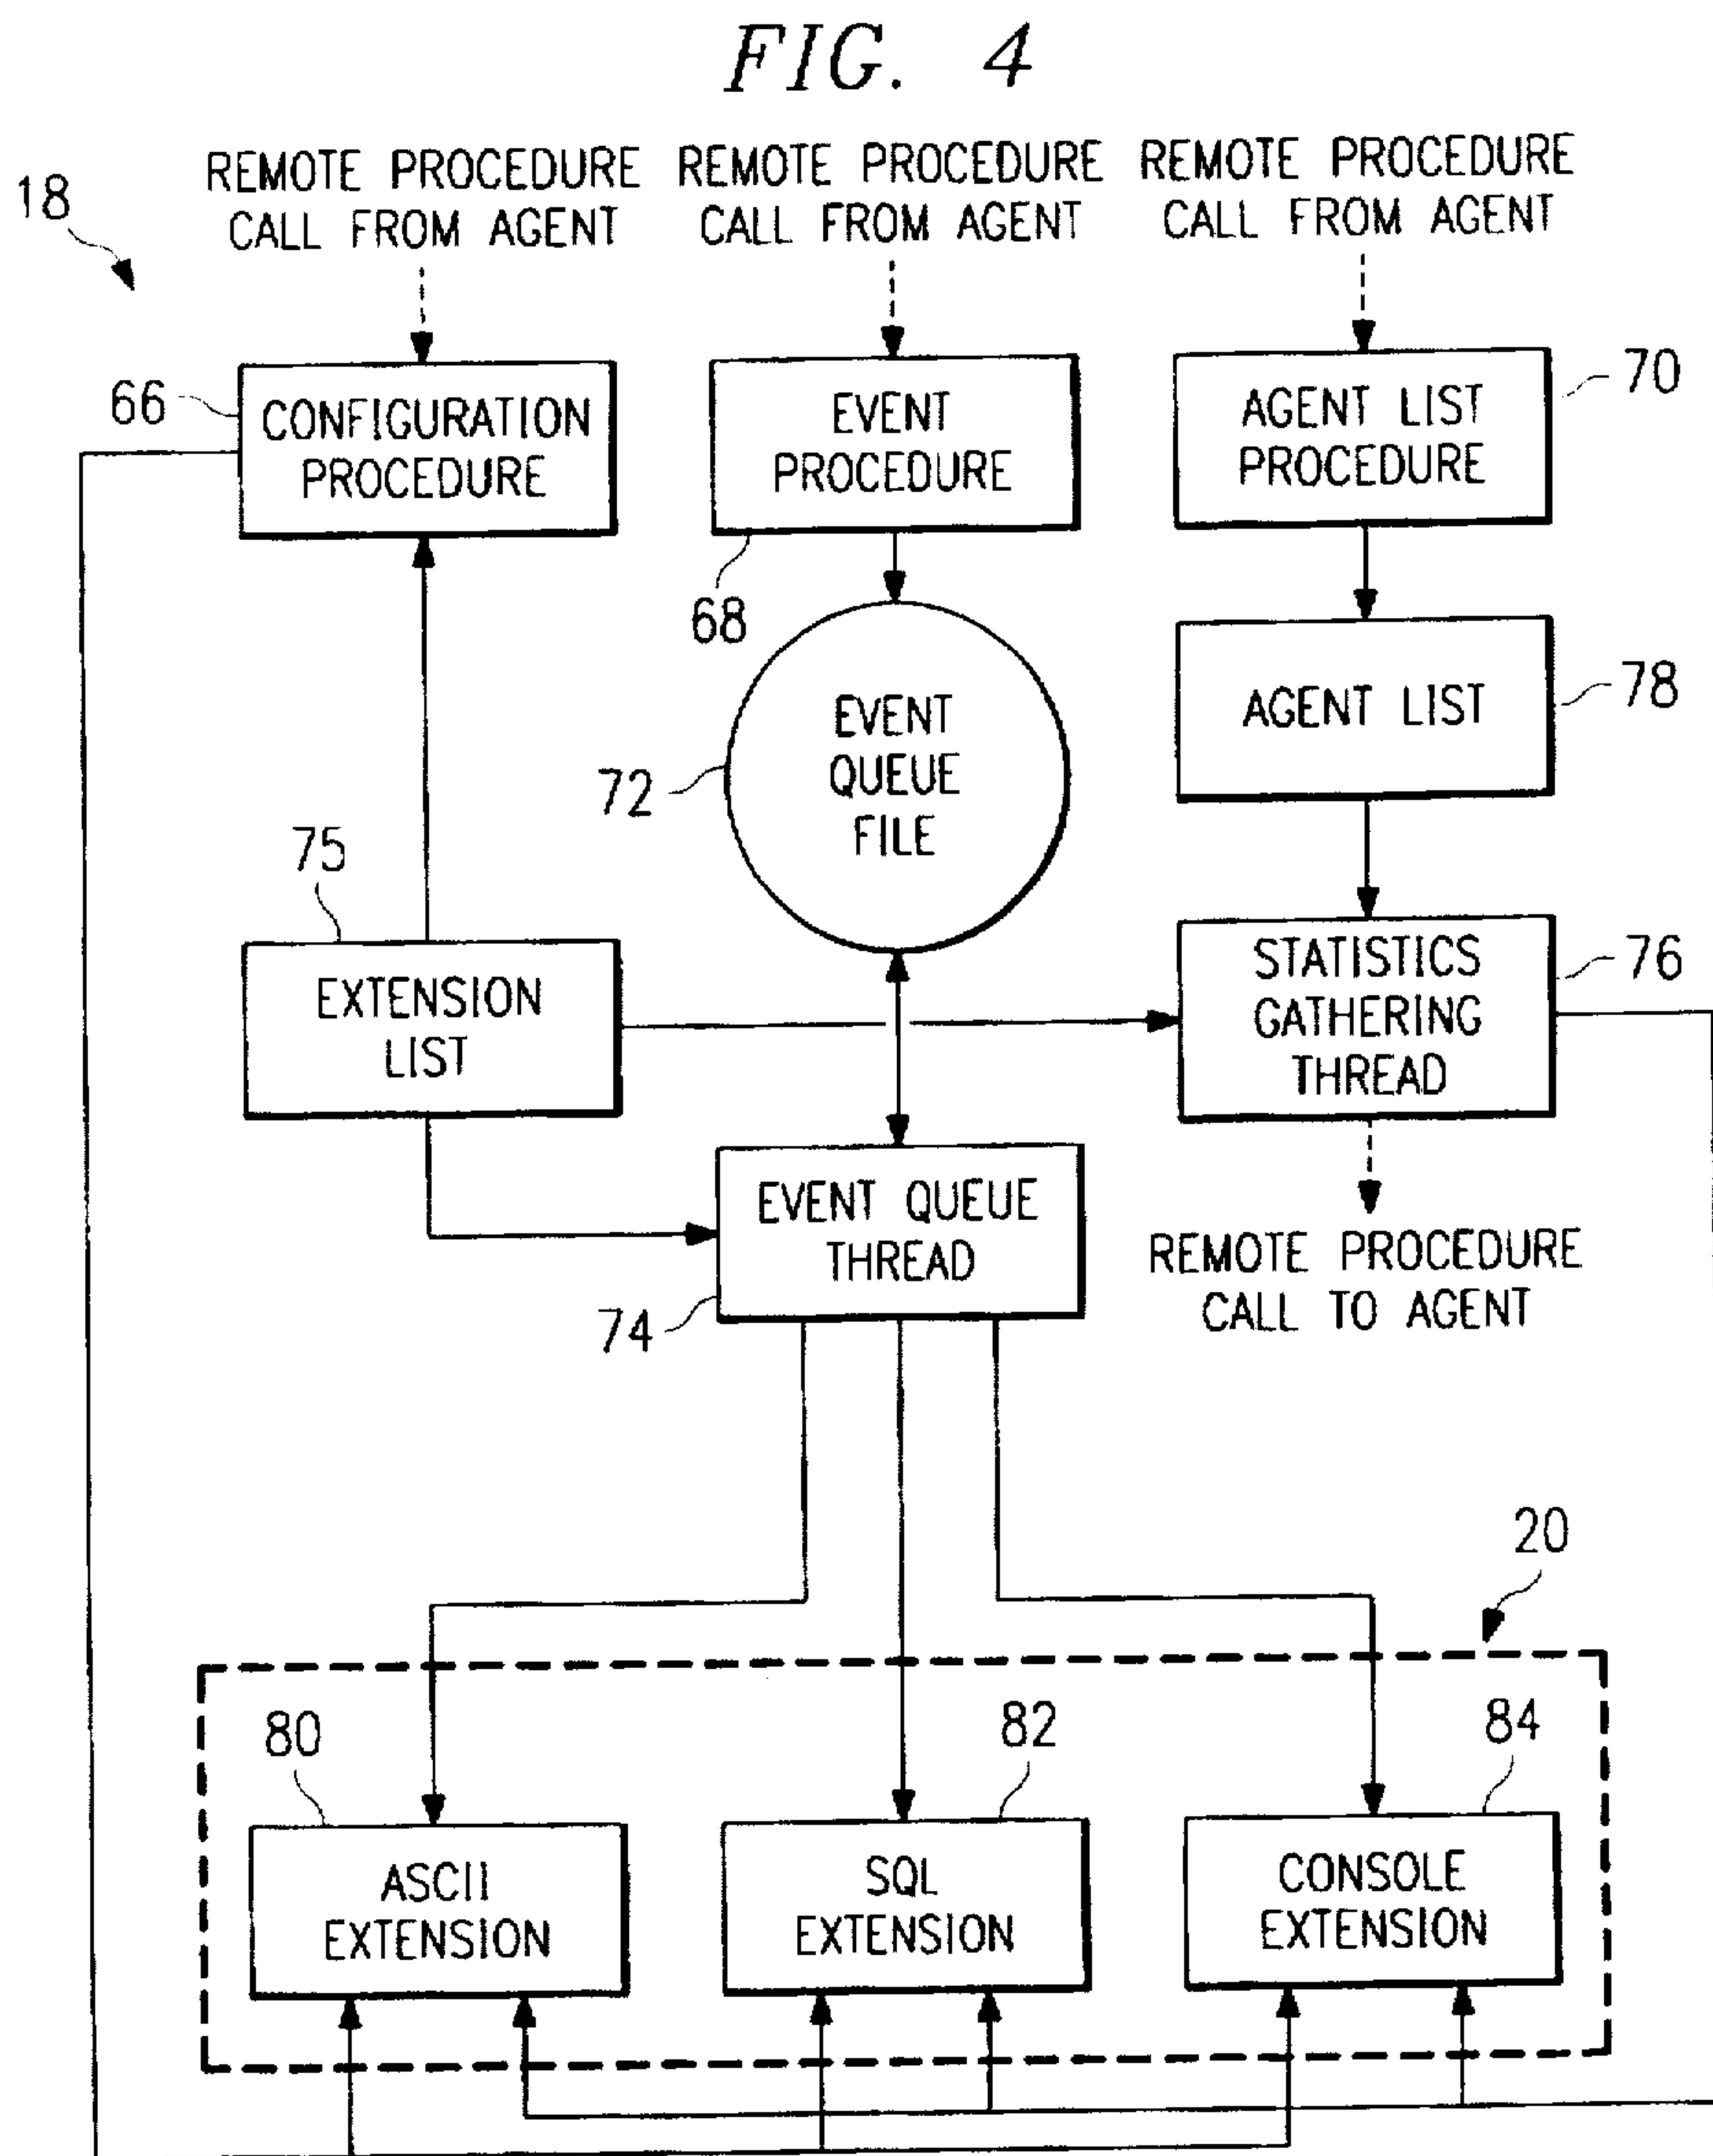 FIG. 4
18
REMOTE PROCEDURE
CALL FROM AGENT
REMOTE PROCEDURE
CALL FROM AGENT
REMOTE PROCEDURE
CALL FROM AGENT
66
CONFIGURATION
PROCEDURE
EVENT
PROCEDURE
68
AGENT LIST
PROCEDURE
70
EVENT
QUEUE
FILE
72
AGENT LIST
78
75
EXTENSION
LIST
STATISTICS
GATHERING
THREAD
76
EVENT QUEUE
THREAD
74
REMOTE PROCEDURE
CALL TO AGENT
20
80
ASCII
EXTENSION
82
SQL
EXTENSION
84
CONSOLE
EXTENSION